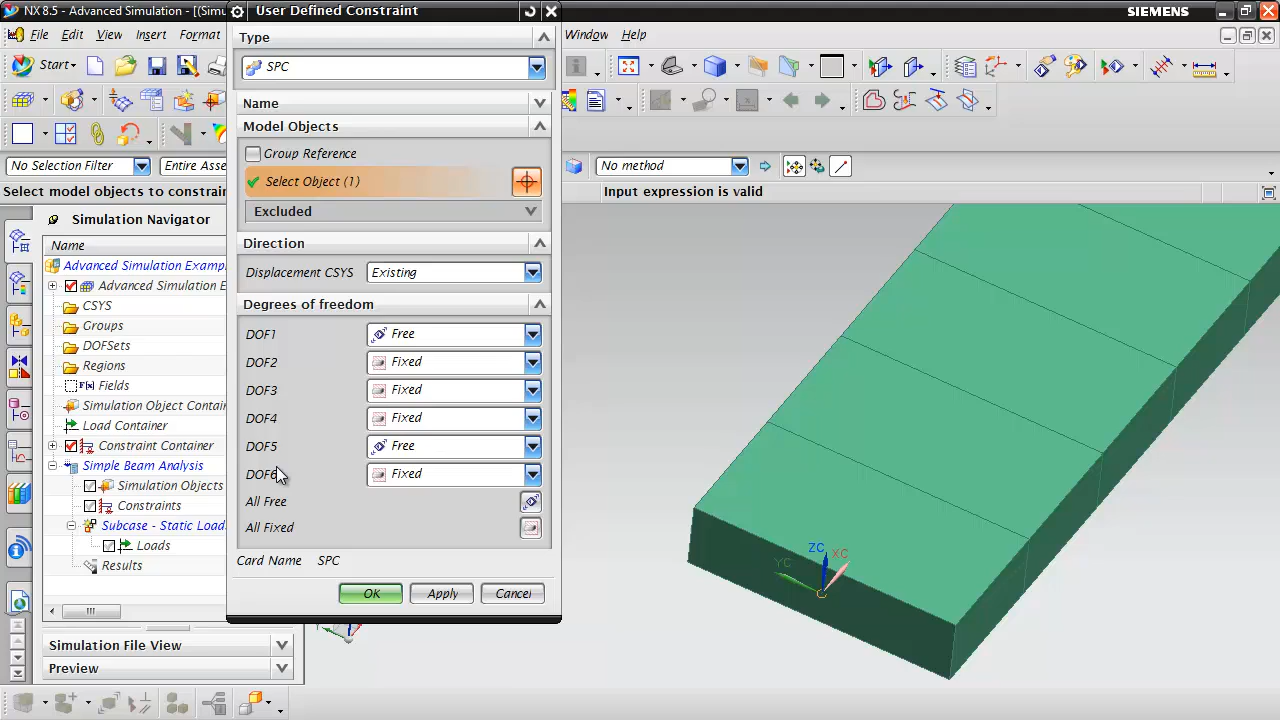 NX 8.5 - Advanced Simulation - [(Simu
User Defined Constraint
SIEMENS
File Edit View Insert Format
Window Help
Type
Start
SPC
Name
Model Objects
Group Reference
No Selection Filter
Entire Asse
No method
Select Object (1)
Select model objects to constrain
Input expression is valid
Excluded
Simulation Navigator
Name
Direction
Advanced Simulation Examp
Displacement CSYS
Existing
Advanced Simulation E
CSYS
Degrees of freedom
Groups
DOF1
Free
DOFSets
DOF2
Fixed
Regions
DOF3
Fixed
Fields
Simulation Object Contain
DOF4
Fixed
Load Container
Constraint Container
DOF5
Free
Simple Beam Analysis
DOF6
Fixed
Simulation Objects
All Free
Constraints
Subcase - Static Load
All Fixed
Loads
Results
Card Name SPC
OK
Apply
Cancel
Simulation File View
Preview
ZC
XC
YC